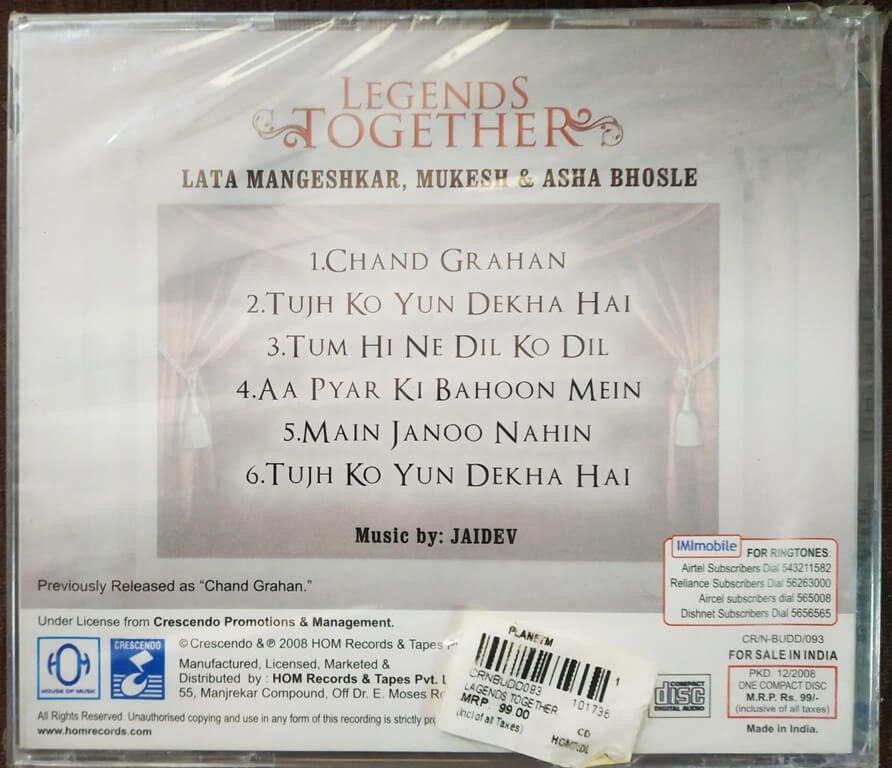 LEGENDS
TOGETHER
LATA MANGESHKAR, MUKESH & ASHA BHOSLE
1.CHAND GRAHAN
2.TUJH KO YUN DEKHA HAI
3.TUM HI NE DIL KO DIL
4.AA PYAR KI BAHOON MEIN
5.MAIN JANOO NAHIN
6.TUJH KO YUN DEKHA HAI
Music by: JAIDEV
IMImobile FOR RINGTONES:
Airtel Subscribers Dial 543211582
Reliance Subscribers Dial 56263000
Aircel subscribers dial 565008
Dishnet Subscribers Dial 5656565
Previously Released as “Chand Grahan.”
Under License from Crescendo Promotions & Management.
HOM
HOUSE OF MUSIC
CRESCENDO
© Crescendo & ℗ 2008 HOM Records & Tapes
Manufactured, Licensed, Marketed &
Distributed by : HOM Records & Tapes Pvt.
55, Manjrekar Compound, Off Dr. E. Moses
All Rights Reserved. Unauthorised copying and use in any form of this recording is strictly
www.homrecords.com
PLANETM
1
CRNBUDD093
101736
LAGENDS TOGETHER
MRP 99.00
(Incl of all Taxes)
CD
disc
DIGITAL AUDIO
CR/N-BUDD/093
FOR SALE IN INDIA
PKD. 12/2008
ONE COMPACT DISC
M.R.P. Rs. 99/-
(inclusive of all taxes)
Made in India.